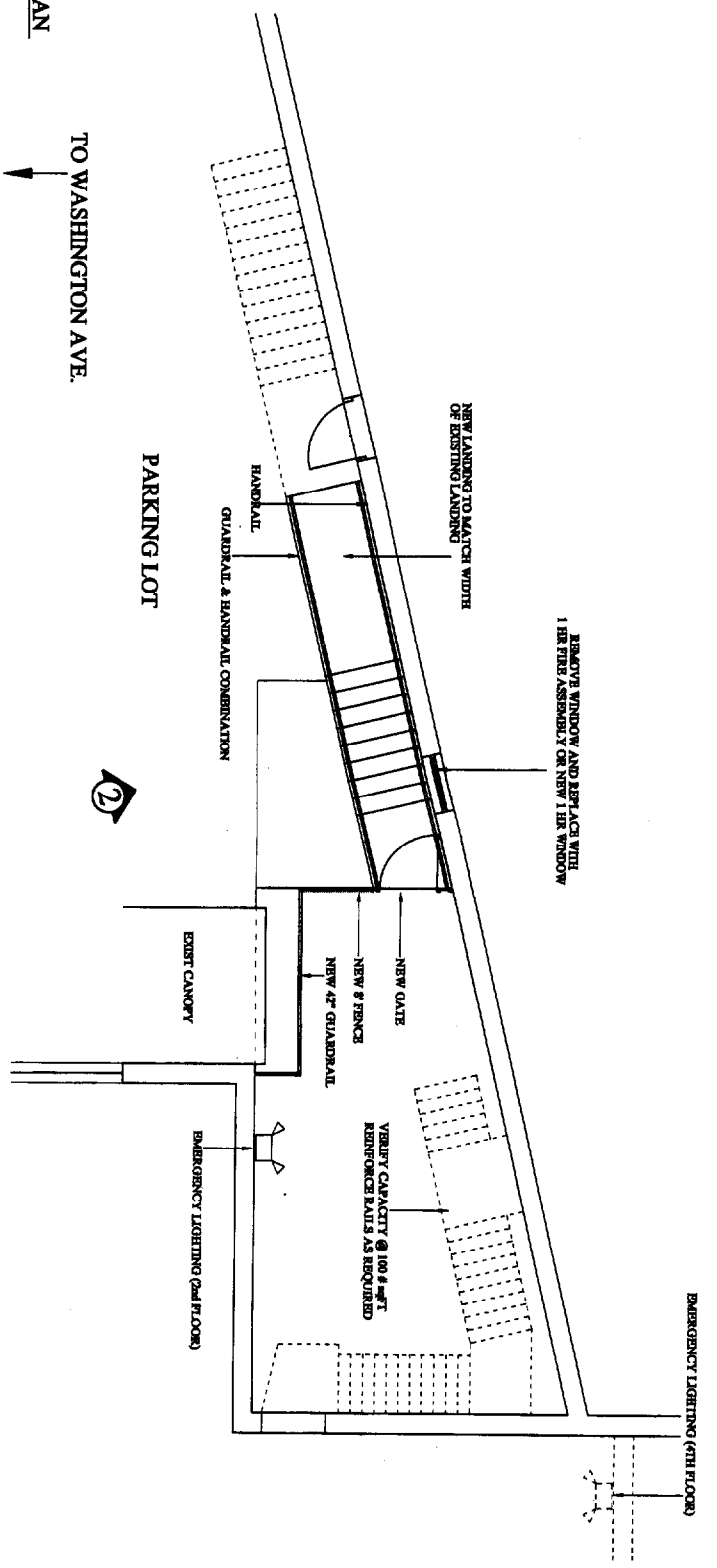 AN
TO WASHINGTON AVE.
PARKING LOT
NEW LANDING TO MATCH WIDTH
OF EXISTING LANDING
HANDRAIL
GUARDRAIL & HANDRAIL COMBINATION
REMOVE WINDOW AND REPLACE WITH
1 HR FIRE ASSEMBLY OR NEW 1 HR WINDOW
2
NEW GATE
NEW 8' FENCE
NEW 42" GUARDRAIL
EXIST CANOPY
VERIFY CAPACITY @ 100 # sqFT
REINFORCE RAILS AS REQUIRED
EMERGENCY LIGHTING (2nd FLOOR)
EMERGENCY LIGHTING (4TH FLOOR)